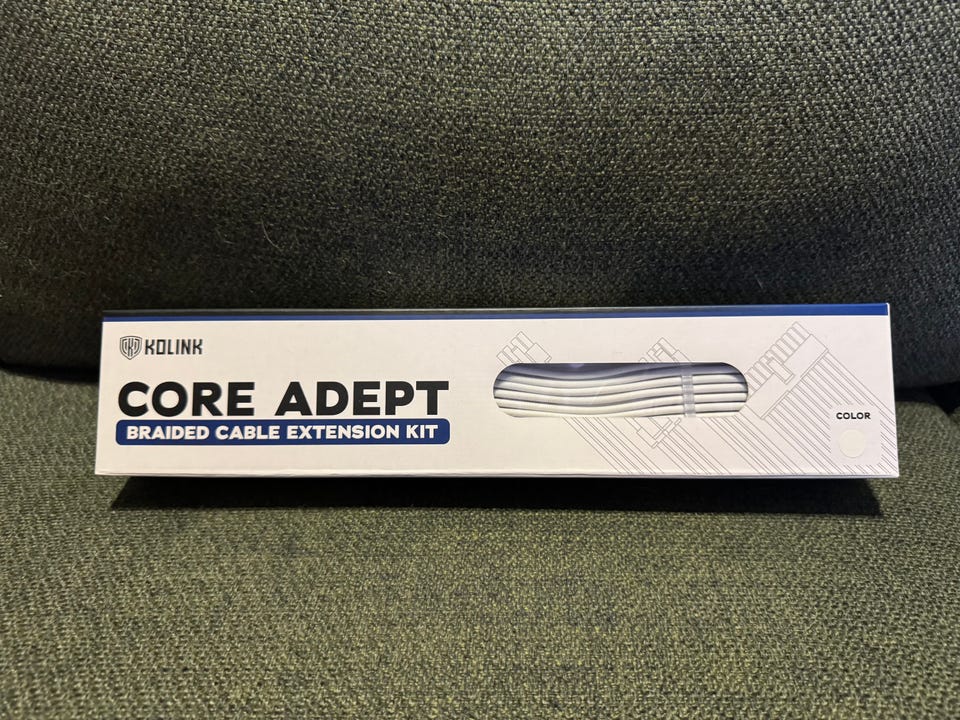 KOLINK
CORE ADEPT
BRAIDED CABLE EXTENSION KIT
COLOR